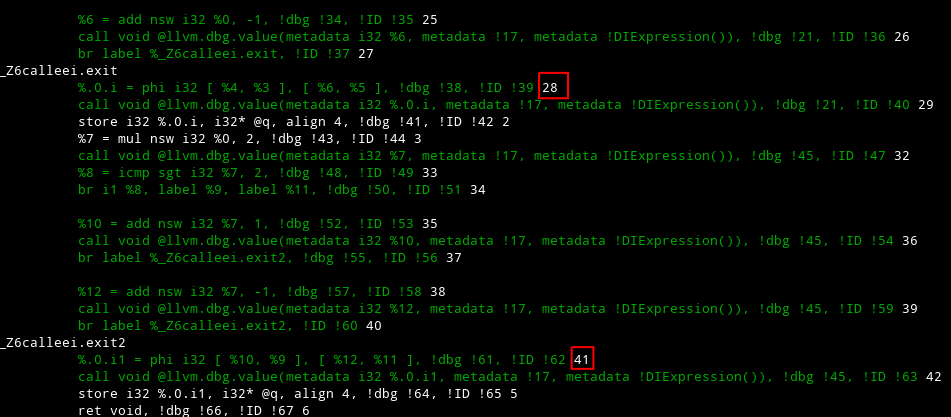 %6 = add nsw i32 %0, -1, !dbg !34, !ID !35 25
call void @llvm.dbg.value(metadata i32 %6, metadata !17, metadata !DIExpression()), !dbg !21, !ID !36 26
br label %_Z6calleei.exit, !ID !37 27
_Z6calleei.exit
%.0.i = phi i32 [ %4, %3 ], [ %6, %5 ], !dbg !38, !ID !39 28
call void @llvm.dbg.value(metadata i32 %.0.i, metadata !17, metadata !DIExpression()), !dbg !21, !ID !40 29
store i32 %.0.i, i32* @q, align 4, !dbg !41, !ID !42 2
%7 = mul nsw i32 %0, 2, !dbg !43, !ID !44 3
call void @llvm.dbg.value(metadata i32 %7, metadata !17, metadata !DIExpression()), !dbg !45, !ID !47 32
%8 = icmp sgt i32 %7, 2, !dbg !48, !ID !49 33
br i1 %8, label %9, label %11, !dbg !50, !ID !51 34
%10 = add nsw i32 %7, 1, !dbg !52, !ID !53 35
call void @llvm.dbg.value(metadata i32 %10, metadata !17, metadata !DIExpression()), !dbg !45, !ID !54 36
br label %_Z6calleei.exit2, !dbg !55, !ID !56 37
%12 = add nsw i32 %7, -1, !dbg !57, !ID !58 38
call void @llvm.dbg.value(metadata i32 %12, metadata !17, metadata !DIExpression()), !dbg !45, !ID !59 39
br label %_Z6calleei.exit2, !ID !60 40
_Z6calleei.exit2
%.0.i1 = phi i32 [ %10, %9 ], [ %12, %11 ], !dbg !61, !ID !62 41
call void @llvm.dbg.value(metadata i32 %.0.i1, metadata !17, metadata !DIExpression()), !dbg !45, !ID !63 42
store i32 %.0.i1, i32* @q, align 4, !dbg !64, !ID !65 5
ret void, !dbg !66, !ID !67 6